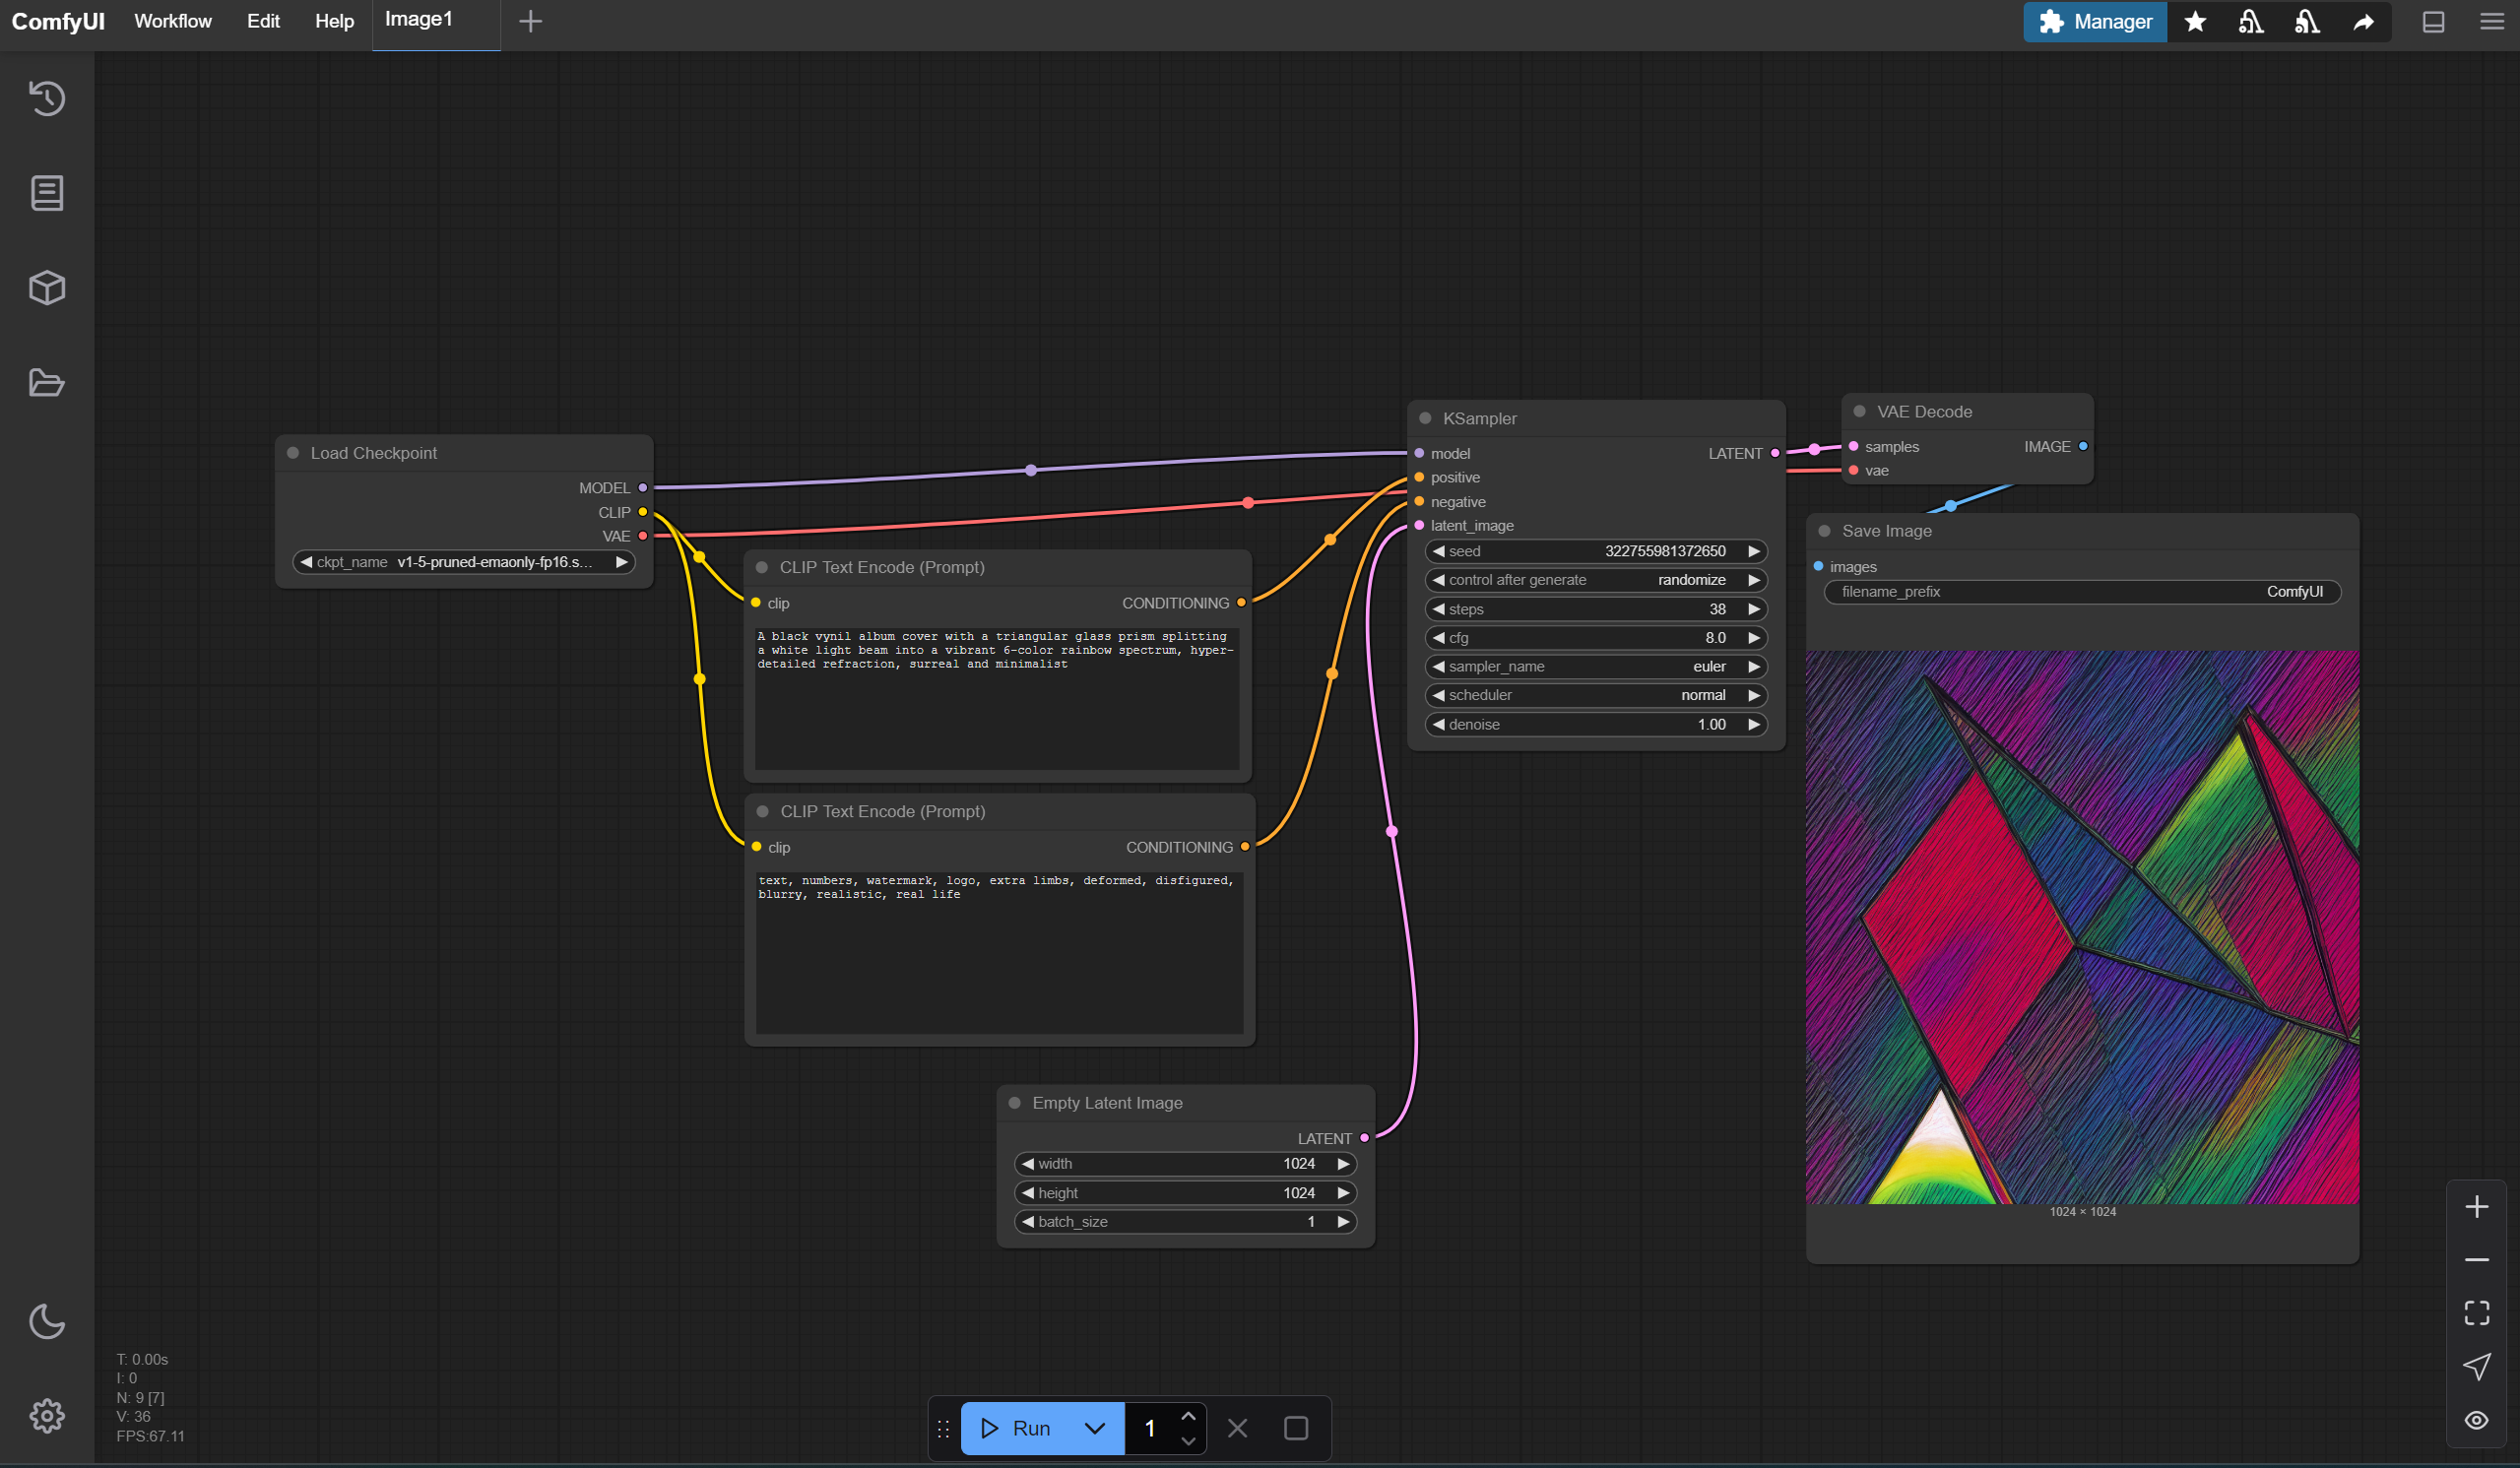 ComfyUI
Workflow
Edit
Help
Image1
Manager
Load Checkpoint
MODEL
CLIP
VAE
ckpt_name v1-5-pruned-emaonly-fp16.s...
CLIP Text Encode (Prompt)
clip
CONDITIONING
A black vynil album cover with a triangular glass prism splitting
a white light beam into a vibrant 6-color rainbow spectrum, hyper-
detailed refraction, surreal and minimalist
CLIP Text Encode (Prompt)
clip
CONDITIONING
text, numbers, watermark, logo, extra limbs, deformed, disfigured,
blurry, realistic, real life
Empty Latent Image
LATENT
width 1024
height 1024
batch_size 1
KSampler
model
LATENT
positive
negative
latent_image
seed 322755981372650
control after generate randomize
steps 38
cfg 8.0
sampler_name euler
scheduler normal
denoise 1.00
VAE Decode
samples
IMAGE
vae
Save Image
images
filename_prefix ComfyUI
1024 × 1024
T: 0.00s
I: 0
N: 9 [7]
V: 36
FPS:67.11
Run
1